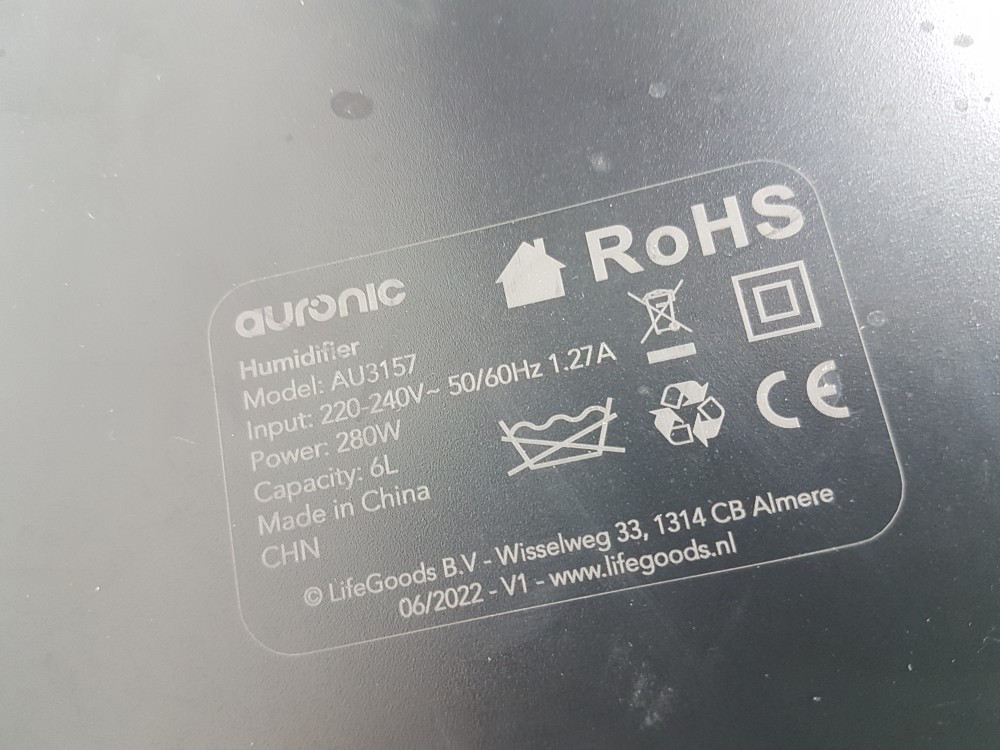 auronic
RoHS
Humidifier
Model: AU3157
Input: 220-240V~ 50/60Hz 1.27A
Power: 280W
Capacity: 6L
Made in China
CHN
CE
© LifeGoods B.V - Wisselweg 33, 1314 CB Almere
06/2022 - V1 - www.lifegoods.nl